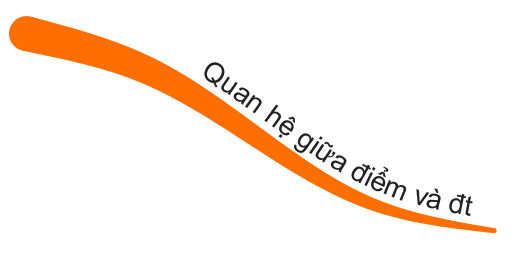 Quan hệ giữa điểm và đt